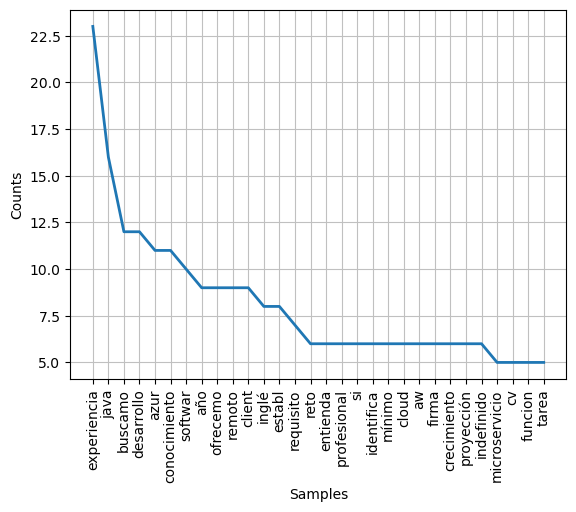 22.5
20.0
17.5
15.0
12.5
10.0
7.5
5.0
Counts
experiencia
java
buscamo
desarrollo
azur
conocimiento
softwar
año
ofrecemo
remoto
client
inglé
establ
requisito
reto
entienda
profesional
si
identifica
mínimo
cloud
aw
firma
crecimiento
proyección
indefinido
microservicio
cv
funcion
tarea
Samples